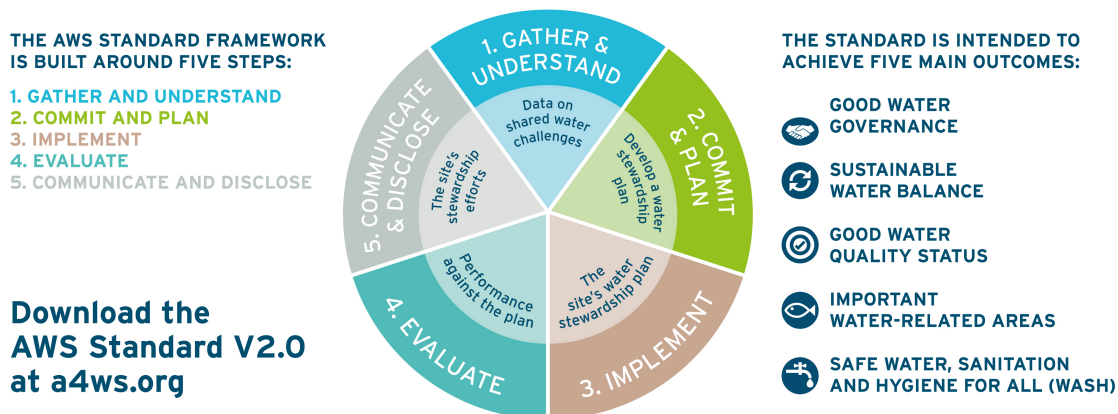 THE AWS STANDARD FRAMEWORK
IS BUILT AROUND FIVE STEPS:
1. GATHER AND UNDERSTAND
2. COMMIT AND PLAN
3. IMPLEMENT
4. EVALUATE
5. COMMUNICATE AND DISCLOSE
Download the
AWS Standard V2.0
at a4ws.org
1. GATHER &
UNDERSTAND
Data on
shared water
challenges
2. COMMIT
& PLAN
Develop a water
stewardship
plan
3. IMPLEMENT
The
site's water
stewardship plan
4. EVALUATE
Performance
against the plan
5. COMMUNICATE
& DISCLOSE
The site's
stewardship
efforts
THE STANDARD IS INTENDED TO
ACHIEVE FIVE MAIN OUTCOMES:
GOOD WATER
GOVERNANCE
SUSTAINABLE
WATER BALANCE
GOOD WATER
QUALITY STATUS
IMPORTANT
WATER-RELATED AREAS
SAFE WATER, SANITATION
AND HYGIENE FOR ALL (WASH)